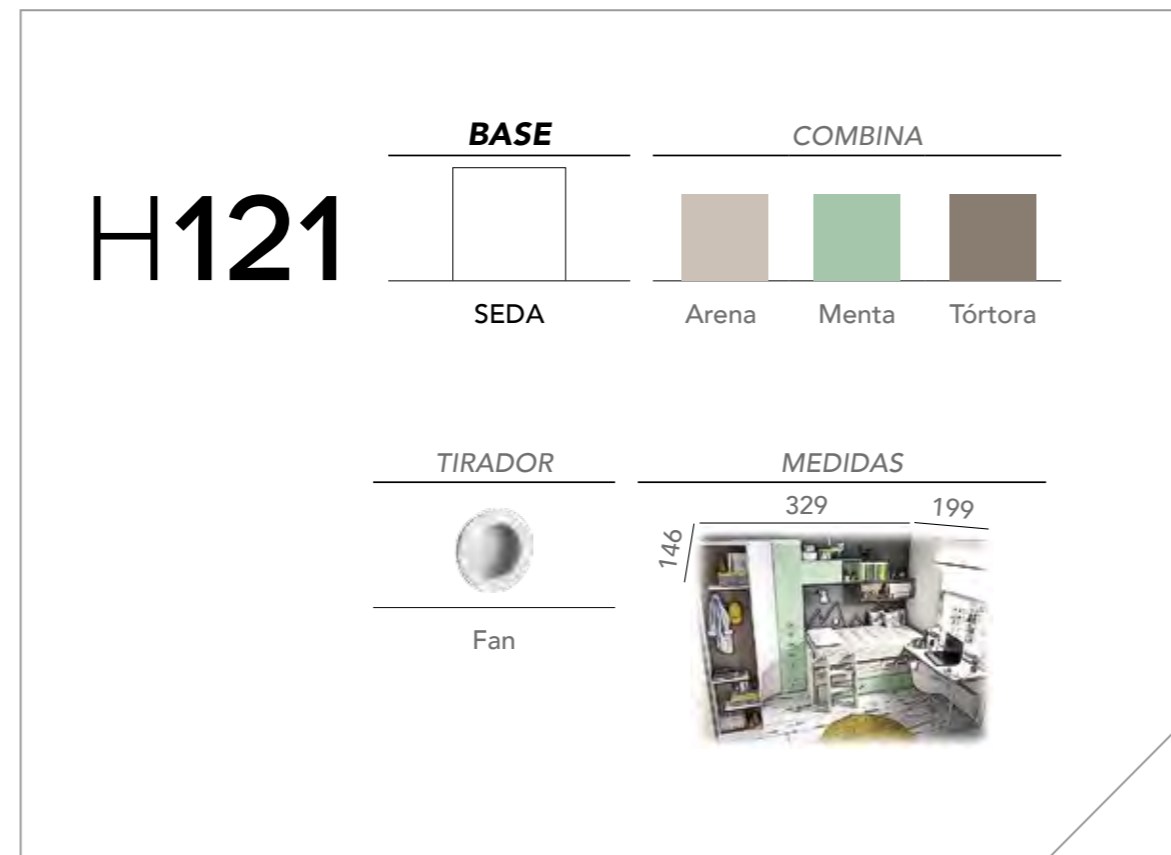 H121
BASE
SEDA
COMBINA
Arena Menta Tórtora
TIRADOR
Fan
MEDIDAS
329
199
146